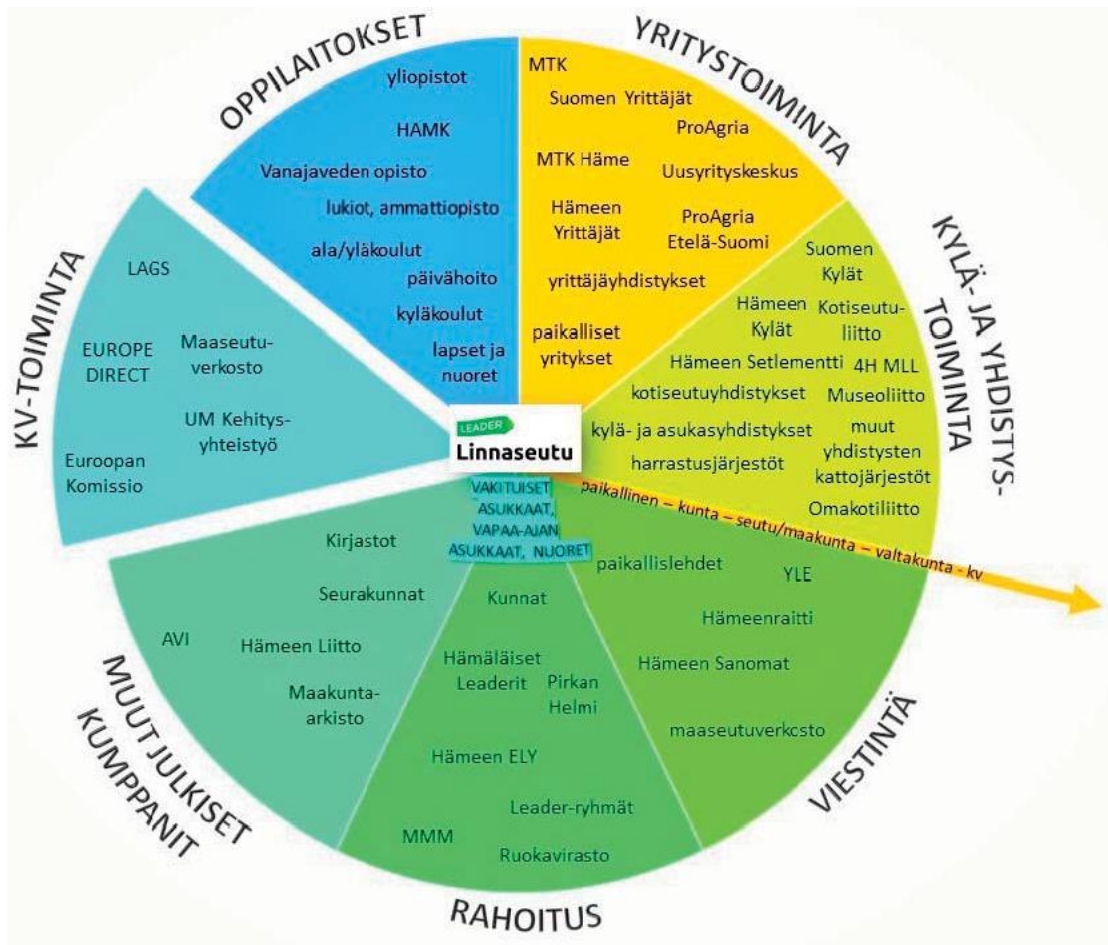 OPPILAITOKSET
yliopistot
HAMK
Vanajaveden opisto
lukiot, ammattiopisto
ala/yläkoulut
päivähoito
kyläkoulut
lapset ja
nuoret
YRITYSTOIMINTA
MTK
Suomen Yrittäjät
ProAgria
MTK Häme
Uusyrityskeskus
Hämeen
Yrittäjät
ProAgria
Etelä-Suomi
yrittäjäyhdistykset
paikalliset
yritykset
KYLÄ- JA YHDISTYS-
TOIMINTA
Suomen
Kylät
Hämeen
Kylät
Kotiseutu-
liitto
Hämeen Setlementti
4H MLL
kotiseutuyhdistykset
Museoliitto
kylä- ja asukasyhdistykset
muut
yhdistysten
kattojärjestöt
harrastusjärjestöt
Omakotiliitto
paikallinen – kunta – seutu/maakunta – valtakunta - kv
VIESTINTÄ
paikallislehdet
YLE
Hämeenraitti
Hämeen Sanomat
maaseutuverkosto
RAHOITUS
Kunnat
Hämäläiset
Leaderit
Pirkan
Helmi
Hämeen ELY
Leader-ryhmät
MMM
Ruokavirasto
MUUT JULKISET
KUMPPANIT
Kirjastot
Seurakunnat
AVI
Hämeen Liitto
Maakunta-
arkisto
KV-TOIMINTA
LAGS
EUROPE
DIRECT
Maaseutu-
verkosto
UM Kehitys-
yhteistyö
Euroopan
Komissio
LEADER
Linnaseutu
VAKITUISET
ASUKKAAT,
VAPAA-AJAN
ASUKKAAT, NUORET